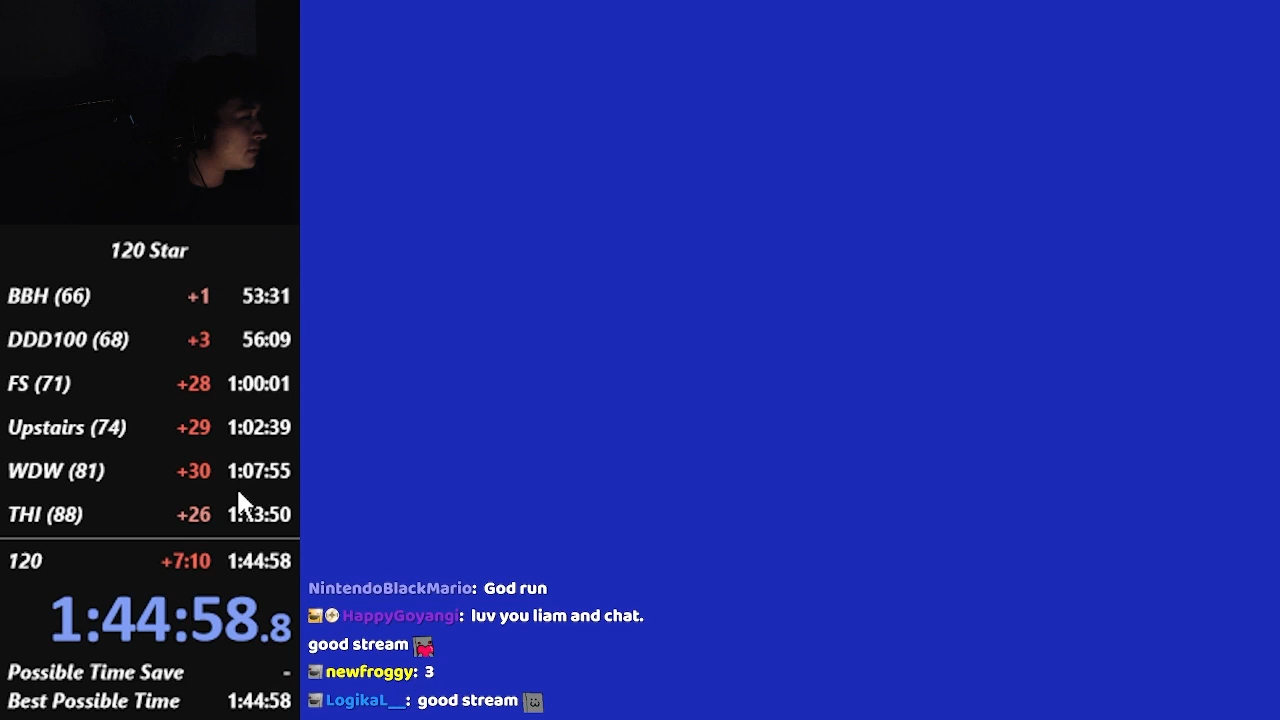 120 Star
BBH (66) +1 53:31
DDD100 (68) +3 56:09
FS (71) +28 1:00:01
Upstairs (74) +29 1:02:39
WDW (81) +30 1:07:55
THI (88) +26
120 +7:10 1:44:58
1:44:58.8
Possible Time Save -
Best Possible Time 1:44:58
NintendoBlackMario: God run
HappyGoyangi: luv you liam and chat.
good stream
newfroggy: 3
LogikaL__: good stream